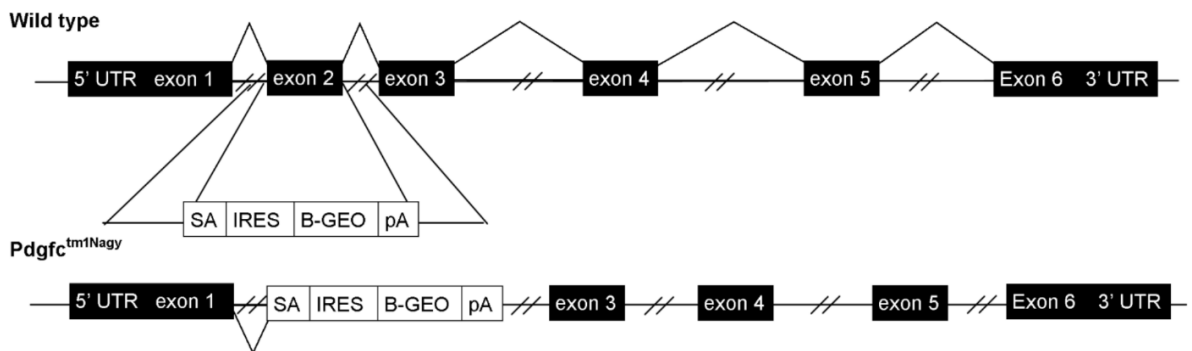 Wild type
5’ UTR exon 1 exon 2 exon 3 exon 4 exon 5 Exon 6 3’ UTR
SA IRES B-GEO pA
Pdgfc^tm1Nagy
5’ UTR exon 1 SA IRES B-GEO pA exon 3 exon 4 exon 5 Exon 6 3’ UTR